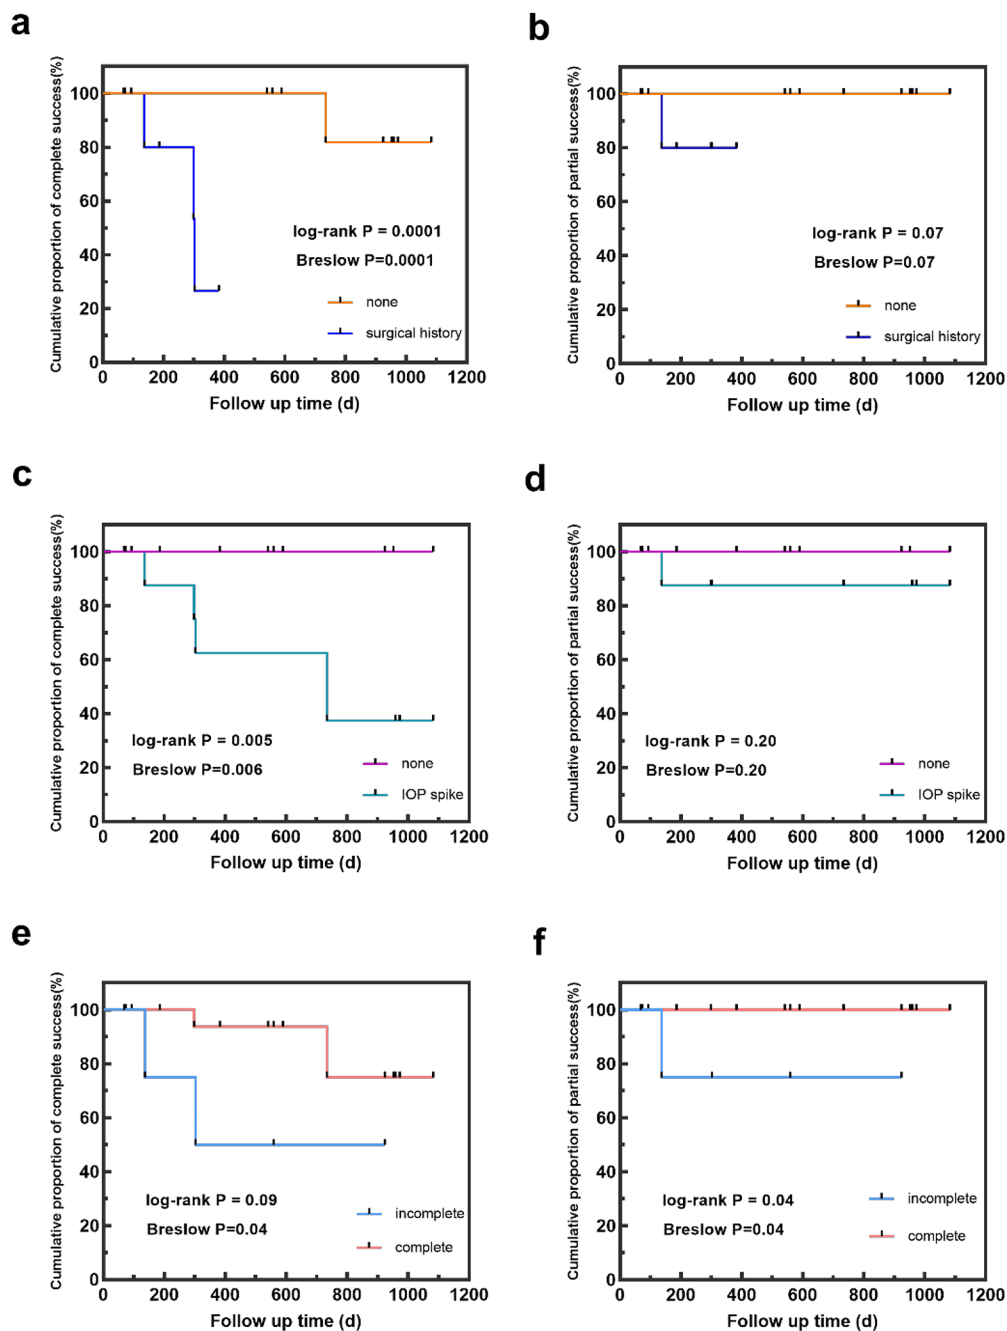 a
Cumulative proportion of complete success(%)
120
100
80
60
40
20
0
log-rank P = 0.0001
Breslow P=0.0001
none
surgical history
0 200 400 600 800 1000 1200
Follow up time (d)
b
Cumulative proportion of partial success(%)
120
100
80
60
40
20
0
log-rank P = 0.07
Breslow P=0.07
none
surgical history
0 200 400 600 800 1000 1200
Follow up time (d)
c
Cumulative proportion of complete success(%)
100
80
60
40
20
0
log-rank P = 0.005
Breslow P=0.006
none
IOP spike
0 200 400 600 800 1000 1200
Follow up time (d)
d
Cumulative proportion of partial success(%)
100
80
60
40
20
0
log-rank P = 0.20
Breslow P=0.20
none
IOP spike
0 200 400 600 800 1000 1200
Follow up time (d)
e
Cumulative proportion of complete success(%)
100
80
60
40
20
0
log-rank P = 0.09
Breslow P=0.04
incomplete
complete
0 200 400 600 800 1000 1200
Follow up time (d)
f
Cumulative proportion of partial success(%)
100
80
60
40
20
0
log-rank P = 0.04
Breslow P=0.04
incomplete
complete
0 200 400 600 800 1000 1200
Follow up time (d)